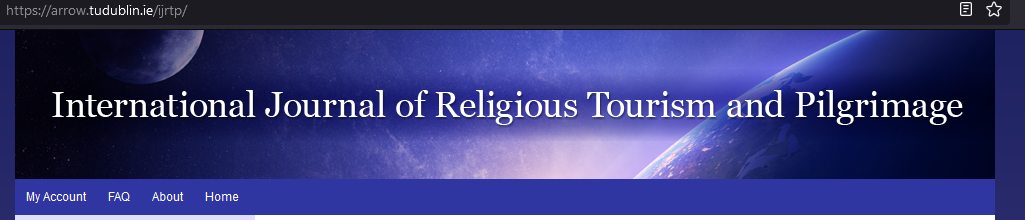 https://arrow.tudublin.ie/ijrtp/
International Journal of Religious Tourism and Pilgrimage
My Account FAQ About Home